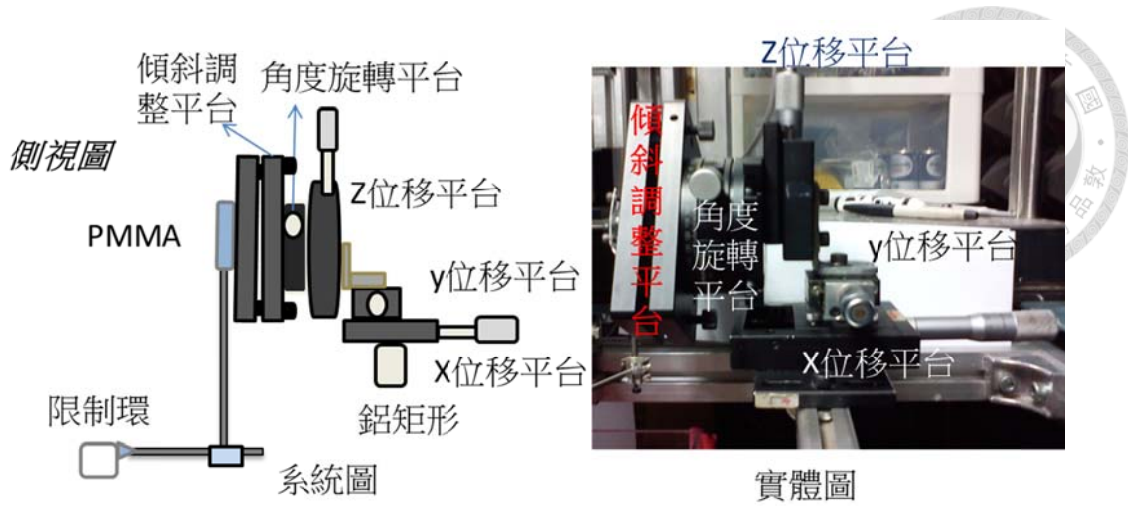 傾斜調
整平台
角度旋轉平台
側視圖
Z位移平台
PMMA
y位移平台
X位移平台
限制環
鋁矩形
系統圖
Z位移平台
傾斜調整平台
角度
旋轉
平台
y位移平台
X位移平台
實體圖
國
品
敦